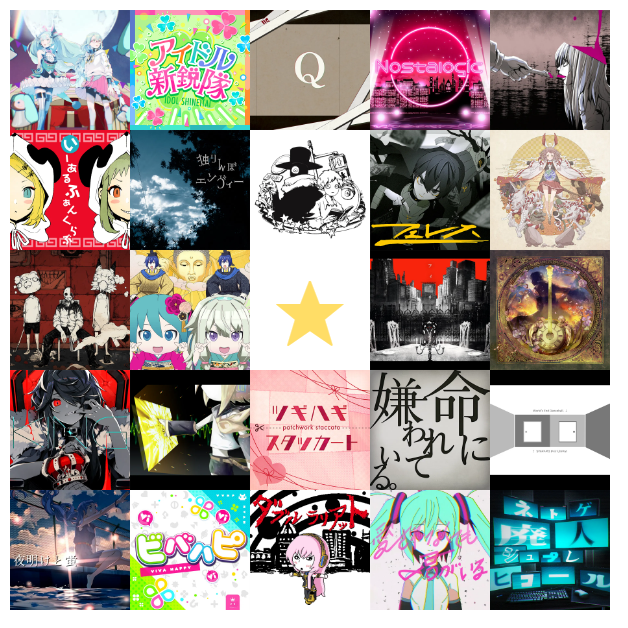 アイドル
新鋭隊
IDOL SHINEITAI
Q
Nostalogic
いーあるふぁんくらぶ
独りんぼ
エンヴィー
ツギハギ
patchwork staccato
スタッカート
命に
嫌われて
いる。
夜明けと蛍
ビバハピ
VIVA HAPPY
ダブルラリアット
君がいる
ネトゲ
廃人
シュプレ
ヒコール